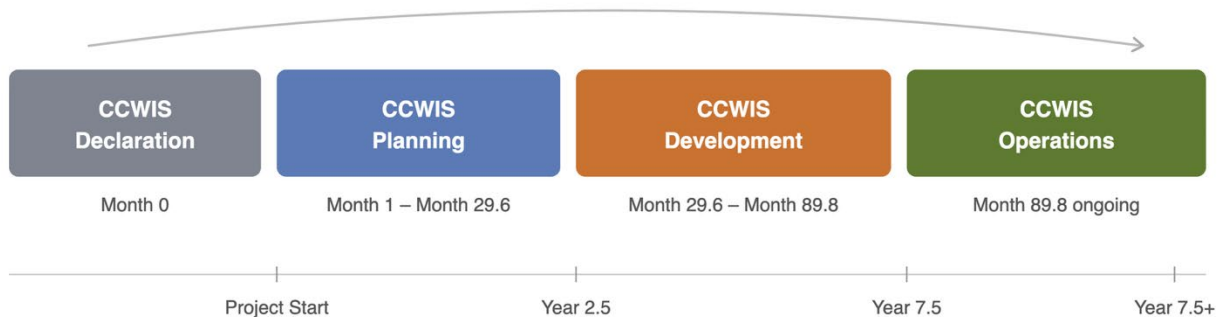 CCWIS
Declaration
CCWIS
Planning
CCWIS
Development
CCWIS
Operations
Month 0
Month 1 – Month 29.6
Month 29.6 – Month 89.8
Month 89.8 ongoing
Project Start
Year 2.5
Year 7.5
Year 7.5+